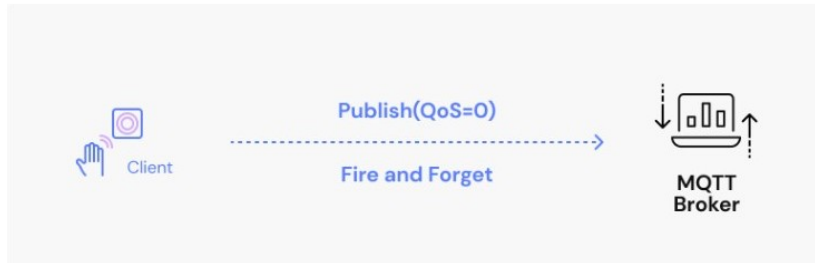 Publish(QoS=0)
Client
Fire and Forget
MQTT
Broker